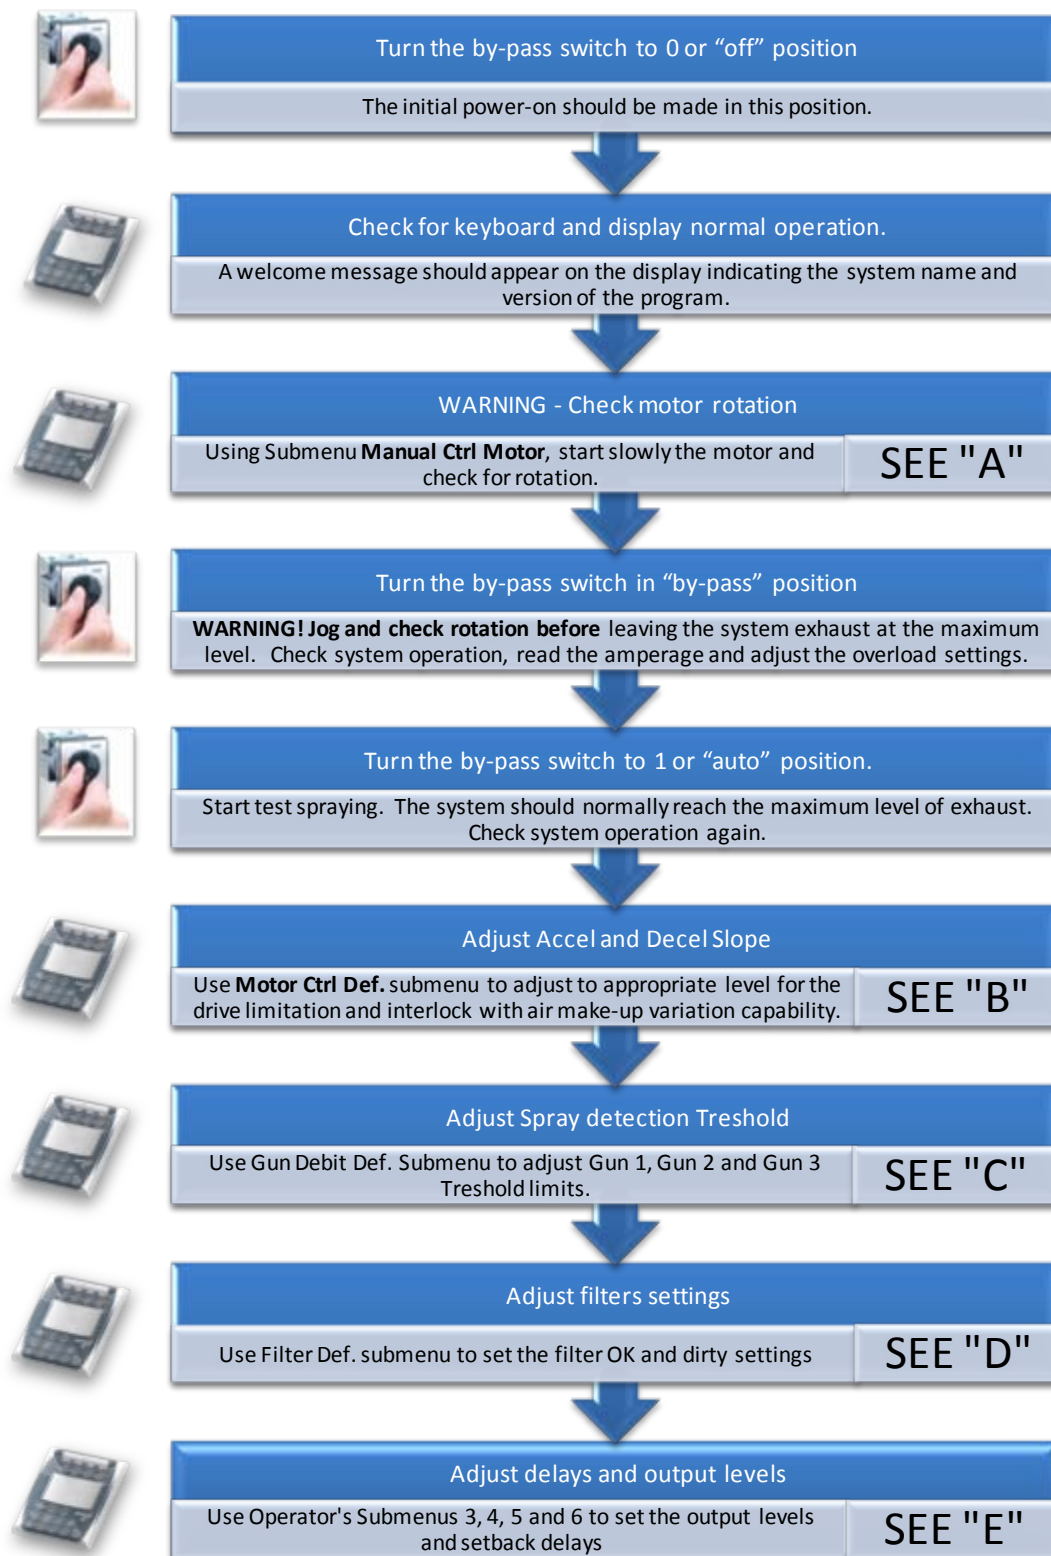 Turn the by-pass switch to 0 or “off” position
The initial power-on should be made in this position.
Check for keyboard and display normal operation.
A welcome message should appear on the display indicating the system name and
version of the program.
WARNING - Check motor rotation
Using Submenu Manual Ctrl Motor, start slowly the motor and
check for rotation.
SEE "A"
Turn the by-pass switch in “by-pass” position
WARNING! Jog and check rotation before leaving the system exhaust at the maximum
level. Check system operation, read the amperage and adjust the overload settings.
Turn the by-pass switch to 1 or “auto” position.
Start test spraying. The system should normally reach the maximum level of exhaust.
Check system operation again.
Adjust Accel and Decel Slope
Use Motor Ctrl Def. submenu to adjust to appropriate level for the
drive limitation and interlock with air make-up variation capability.
SEE "B"
Adjust Spray detection Treshold
Use Gun Debit Def. Submenu to adjust Gun 1, Gun 2 and Gun 3
Treshold limits.
SEE "C"
Adjust filters settings
Use Filter Def. submenu to set the filter OK and dirty settings
SEE "D"
Adjust delays and output levels
Use Operator's Submenus 3, 4, 5 and 6 to set the output levels
and setback delays
SEE "E"